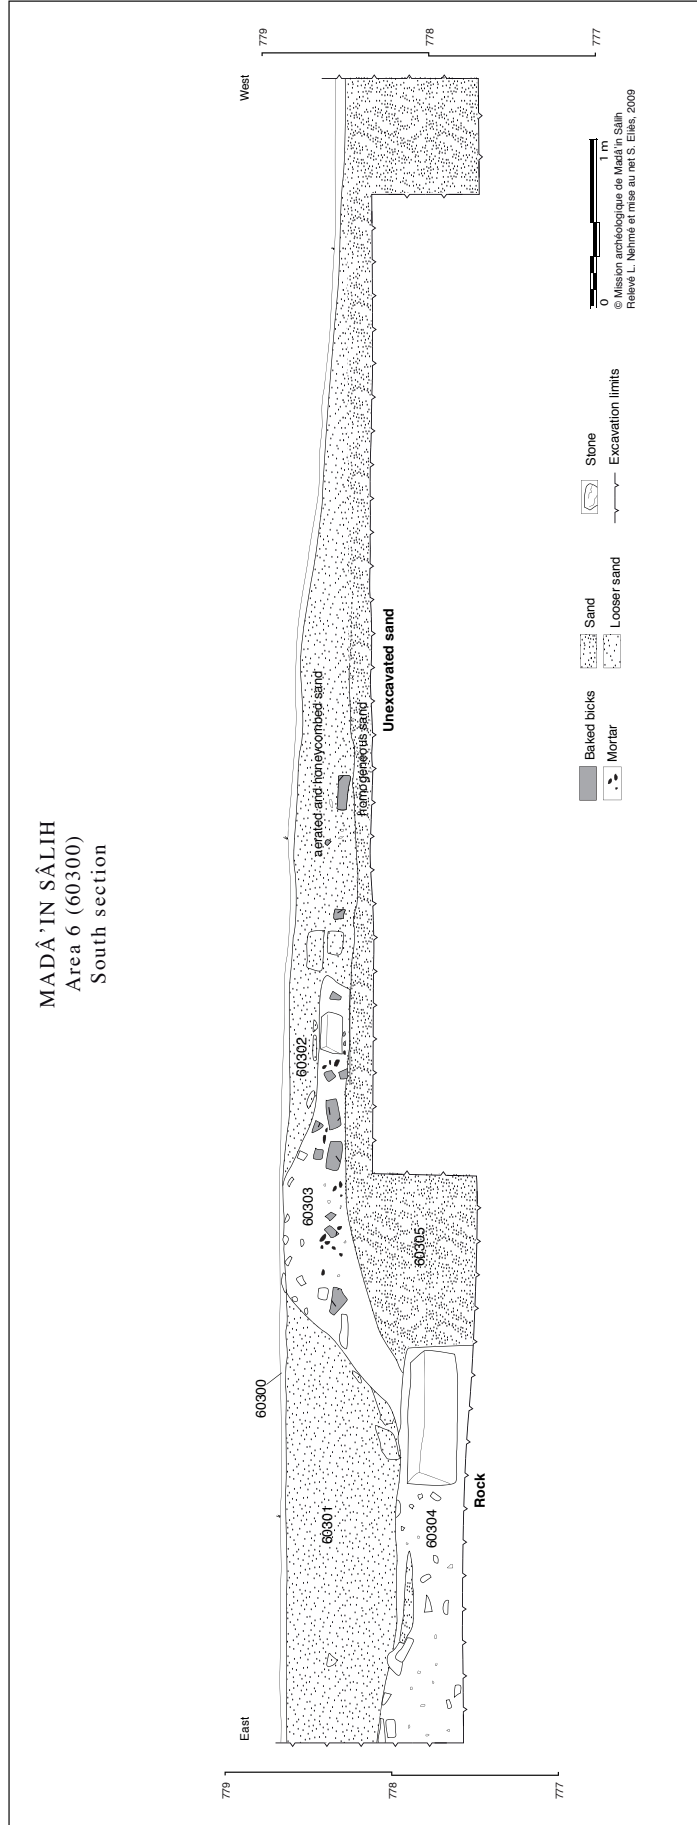 MADÂ'IN SÂLIH
Area 6 (60300)
South section
East
West
779
778
777
779
778
777
60300
60301
60302
60303
60304
60305
aerated and honeycombed sand
homogeneous sand
Unexcavated sand
Rock
Baked bicks
Mortar
Sand
Looser sand
Stone
Excavation limits
0
1 m
© Mission archéologique de Madâ'in Sâlih
Relevé L. Nehmé et mise au net S. Eliès, 2009